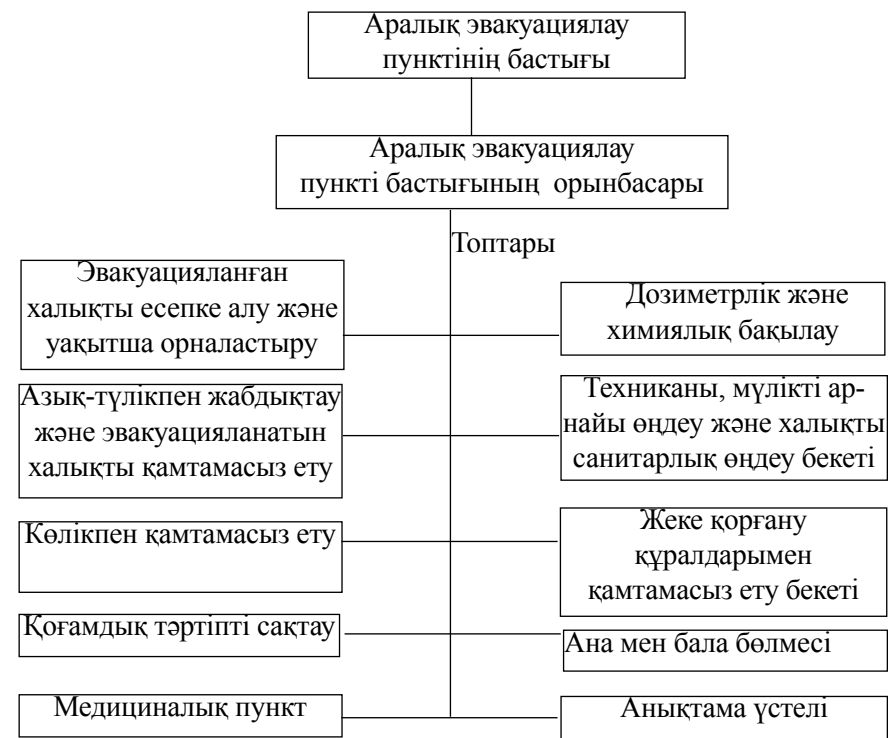 Аралық эвакуациялау
пунктінің бастығы
Аралық эвакуациялау
пункті бастығының орынбасары
Топтары
Эвакуацияланған
халықты есепке алу және
уақытша орналастыру
Дозиметрлік және
химиялық бақылау
Азық-түлікпен жабдықтау
және эвакуацияланатын
халықты қамтамасыз ету
Техниканы, мүлікті ар-
найы өңдеу және халықты
санитарлық өңдеу бекеті
Көлікпен қамтамасыз ету
Жеке қорғану
құралдарымен
қамтамасыз ету бекеті
Қоғамдық тәртіпті сақтау
Ана мен бала бөлмесі
Медициналық пункт
Анықтама үстелі